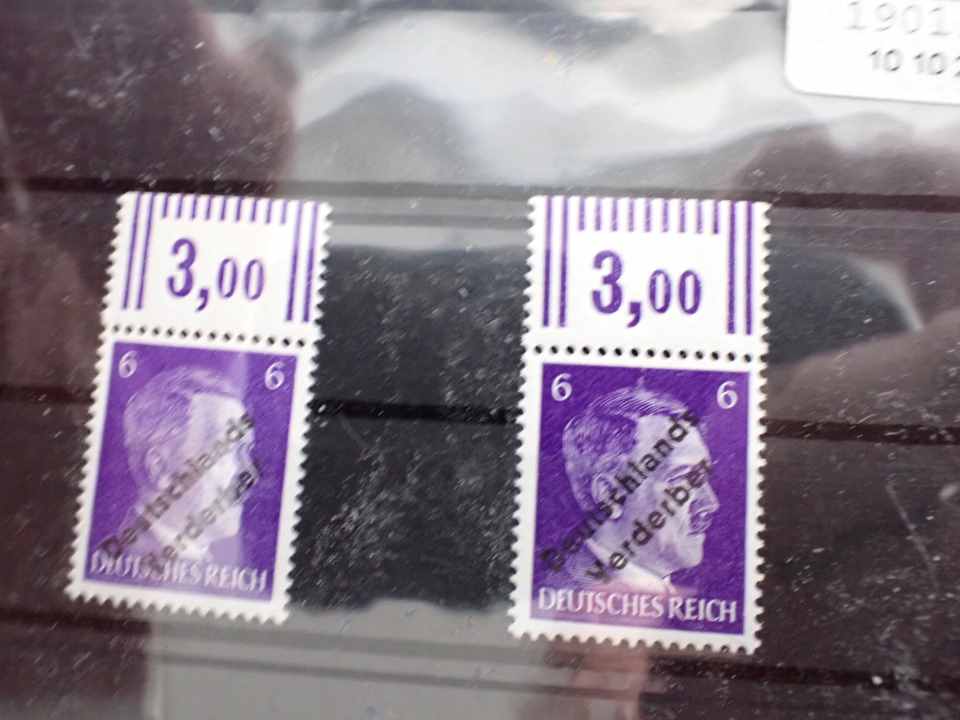 1901
10 10 2
3,00
6 6
Deutschlands
Verderber
DEUTSCHES REICH
3,00
6 6
Deutschlands
Verderber
DEUTSCHES REICH